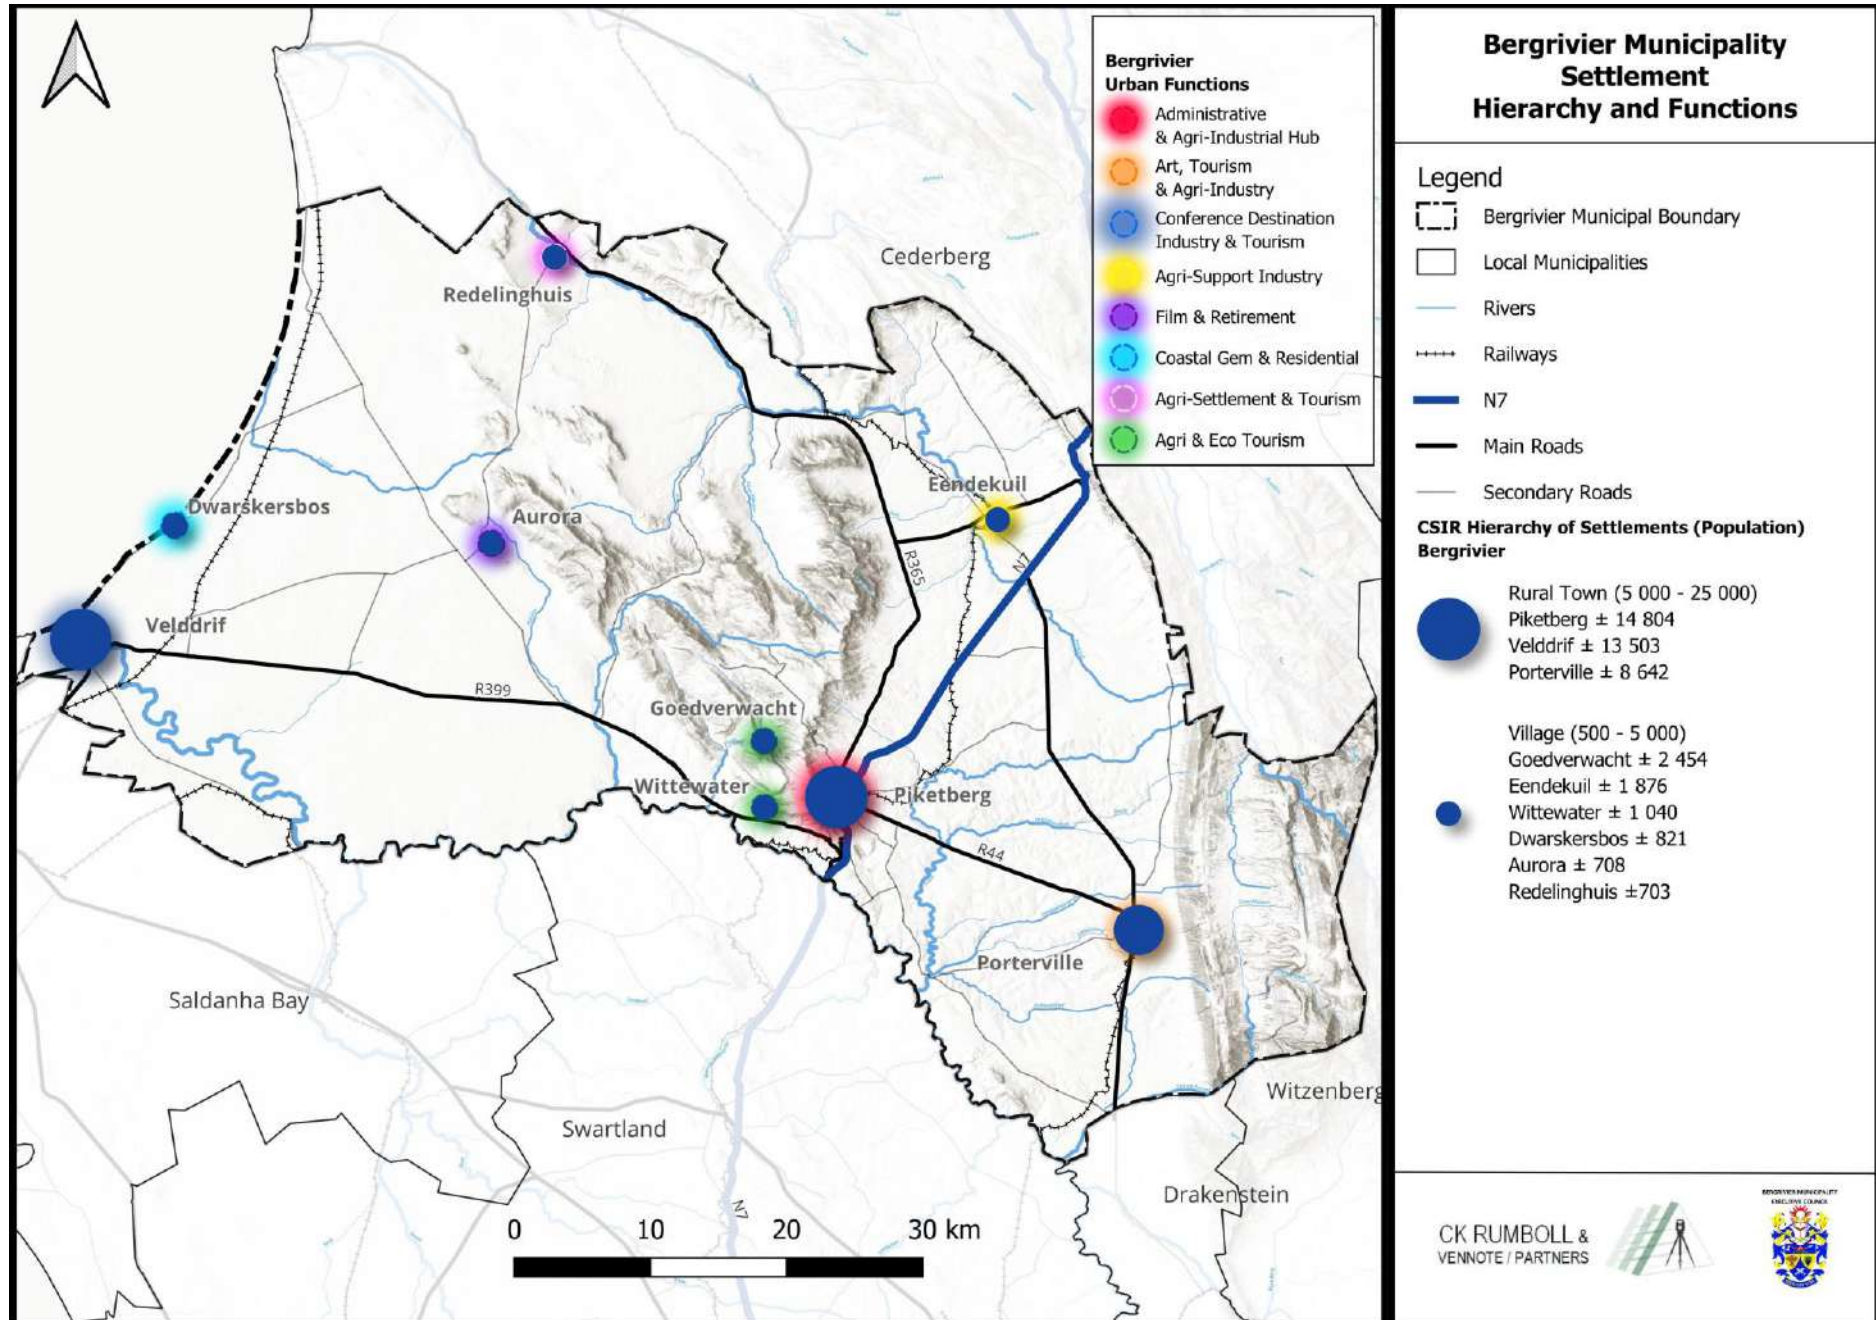 Bergrivier Municipality
Settlement
Hierarchy and Functions
Legend
Bergrivier Municipal Boundary
Local Municipalities
Rivers
Railways
N7
Main Roads
Secondary Roads
CSIR Hierarchy of Settlements (Population)
Bergrivier
Rural Town (5 000 - 25 000)
Piketberg ± 14 804
Velddrif ± 13 503
Porterville ± 8 642
Village (500 - 5 000)
Goedverwacht ± 2 454
Eendekuil ± 1 876
Wittewater ± 1 040
Dwarskersbos ± 821
Aurora ± 708
Redelinghuis ±703
CK RUMBOLL &
VENNOTE / PARTNERS
BERGRIVIER MUNICIPALITY
EXECUTIVE COUNCIL
Bergrivier
Urban Functions
Administrative
& Agri-Industrial Hub
Art, Tourism
& Agri-Industry
Conference Destination
Industry & Tourism
Agri-Support Industry
Film & Retirement
Coastal Gem & Residential
Agri-Settlement & Tourism
Agri & Eco Tourism
Cederberg
Redelinghuis
Eendekuil
Dwarskersbos
Aurora
R365
N7
Velddrif
R399
Goedverwacht
Wittewater
Piketberg
R44
Porterville
Saldanha Bay
Witzenberg
Swartland
Drakenstein
N7
0 10 20 30 km